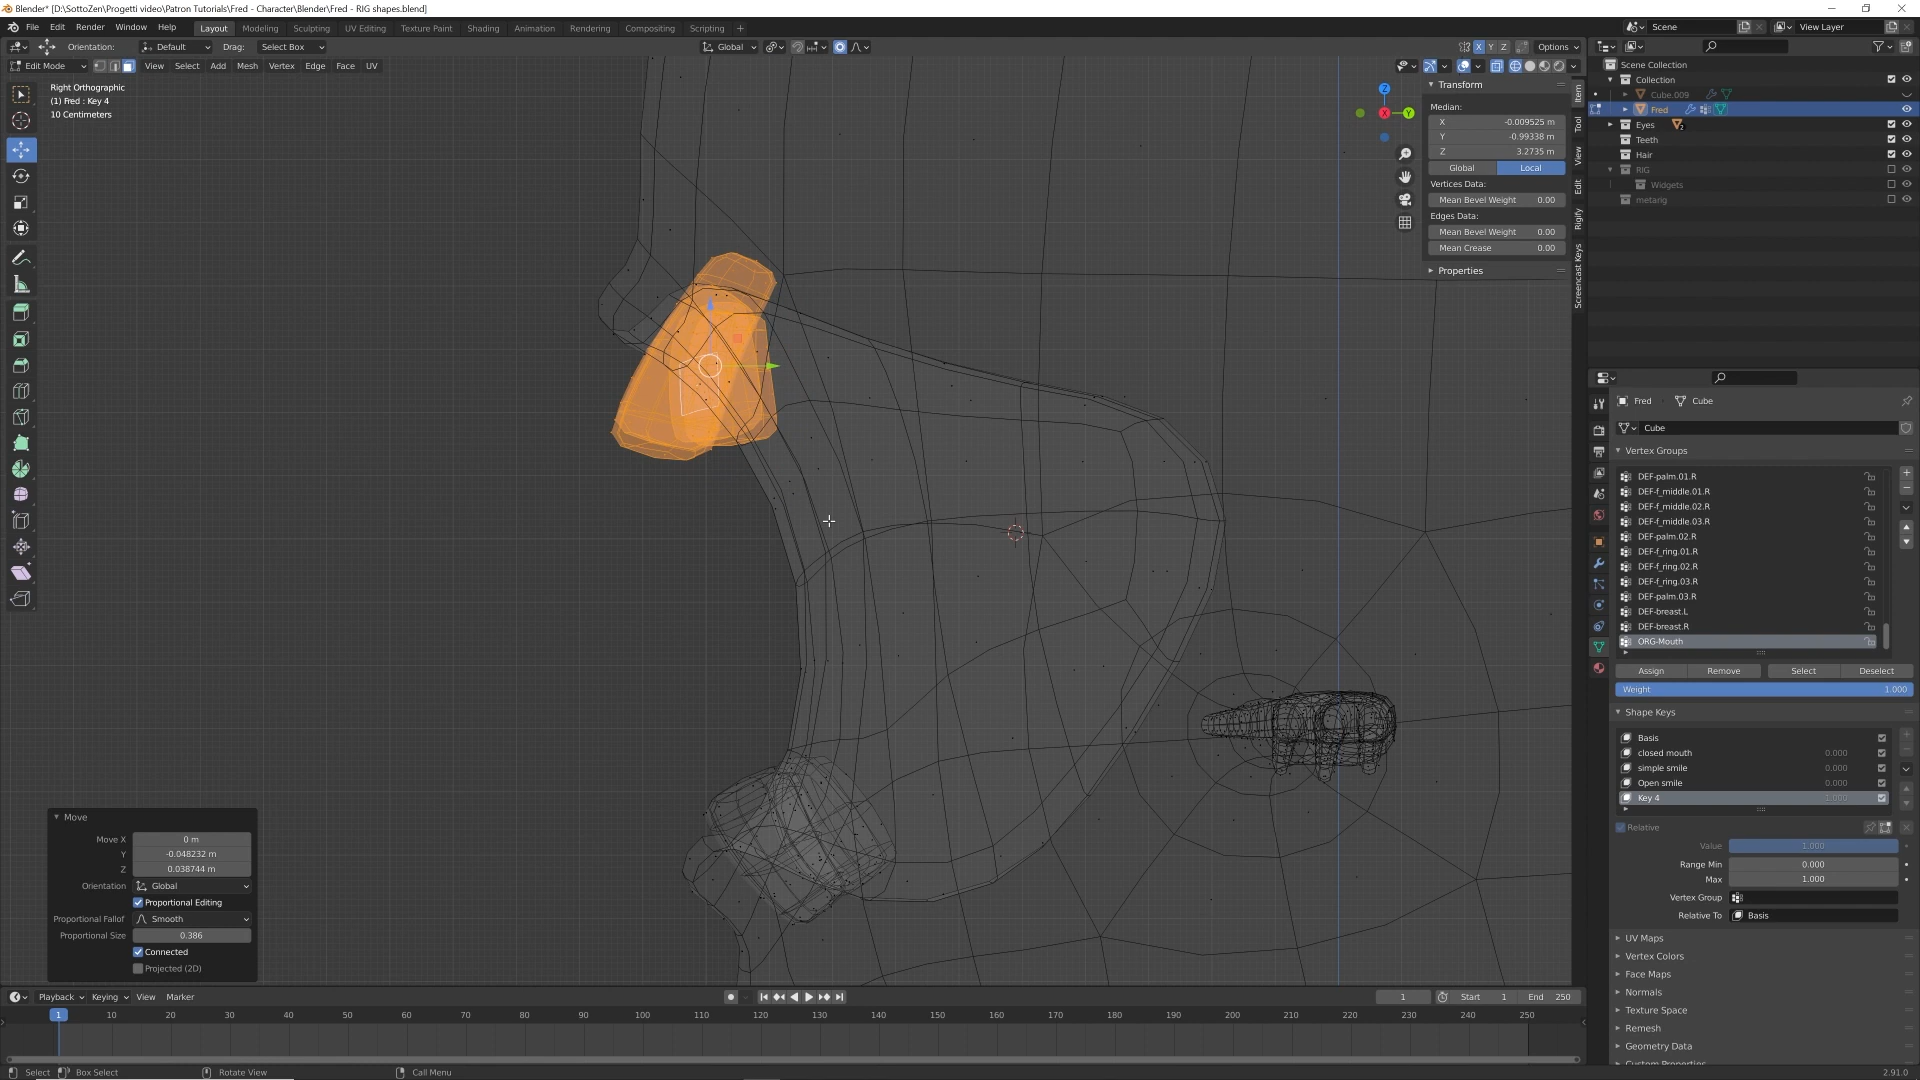 Blender* [D:\SottoZen\Progetti video\Patron Tutorials\Fred - Character\Blender\Fred - RIG shapes.blend]
File Edit Render Window Help Layout Modeling Sculpting UV Editing Texture Paint Shading Animation Rendering Compositing Scripting + Scene View Layer
Orientation: Default Drag: Select Box Global X Y Z Options
Edit Mode View Select Add Mesh Vertex Edge Face UV
Right Orthographic
(1) Fred : Key 4
10 Centimeters
Z
X
Y
Transform
Median:
X -0.009525 m
Y -0.99338 m
Z 3.2735 m
Global Local
Vertices Data:
Mean Bevel Weight 0.00
Edges Data:
Mean Bevel Weight 0.00
Mean Crease 0.00
Properties
Item
Tool
View
Edit
Rigify
Screencast Keys
Scene Collection
Collection
Cube.009
Fred
Eyes 2
Teeth
Hair
RIG
Widgets
metarig
Fred Cube
Cube
Vertex Groups
DEF-palm.01.R
DEF-f_middle.01.R
DEF-f_middle.02.R
DEF-f_middle.03.R
DEF-palm.02.R
DEF-f_ring.01.R
DEF-f_ring.02.R
DEF-f_ring.03.R
DEF-palm.03.R
DEF-breast.L
DEF-breast.R
ORG-Mouth
Assign Remove Select Deselect
Weight 1.000
Shape Keys
Basis
closed mouth 0.000
simple smile 0.000
Open smile 0.000
Key 4 1.000
Relative
Value 1.000
Range Min 0.000
Max 1.000
Vertex Group
Relative To Basis
UV Maps
Vertex Colors
Face Maps
Normals
Texture Space
Remesh
Geometry Data
Custom Properties
Move
Move X 0 m
Y -0.048232 m
Z 0.038744 m
Orientation Global
Proportional Editing
Proportional Fallof Smooth
Proportional Size 0.386
Connected
Projected (2D)
Playback Keying View Marker 1 Start 1 End 250
1 10 20 30 40 50 60 70 80 90 100 110 120 130 140 150 160 170 180 190 200 210 220 230 240 250
Select Box Select Rotate View Call Menu 2.91.0